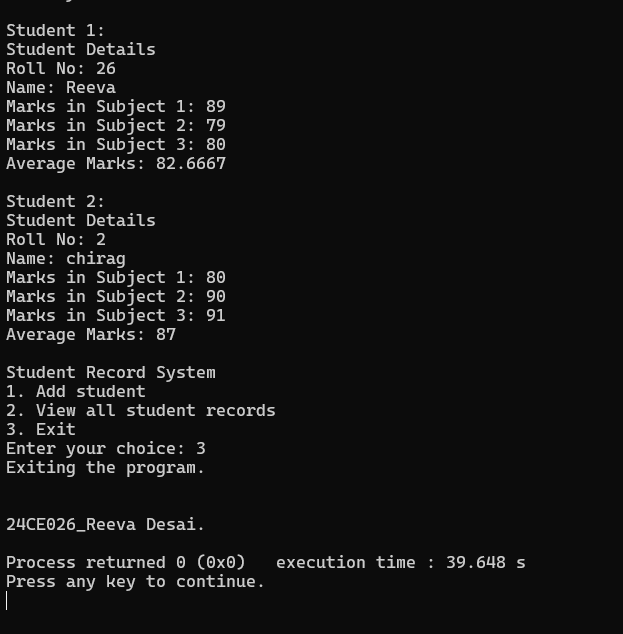 Student 1:
Student Details
Roll No: 26
Name: Reeva
Marks in Subject 1: 89
Marks in Subject 2: 79
Marks in Subject 3: 80
Average Marks: 82.6667
Student 2:
Student Details
Roll No: 2
Name: chirag
Marks in Subject 1: 80
Marks in Subject 2: 90
Marks in Subject 3: 91
Average Marks: 87
Student Record System
1. Add student
2. View all student records
3. Exit
Enter your choice: 3
Exiting the program.
24CE026_Reeva Desai.
Process returned 0 (0x0)   execution time : 39.648 s
Press any key to continue.